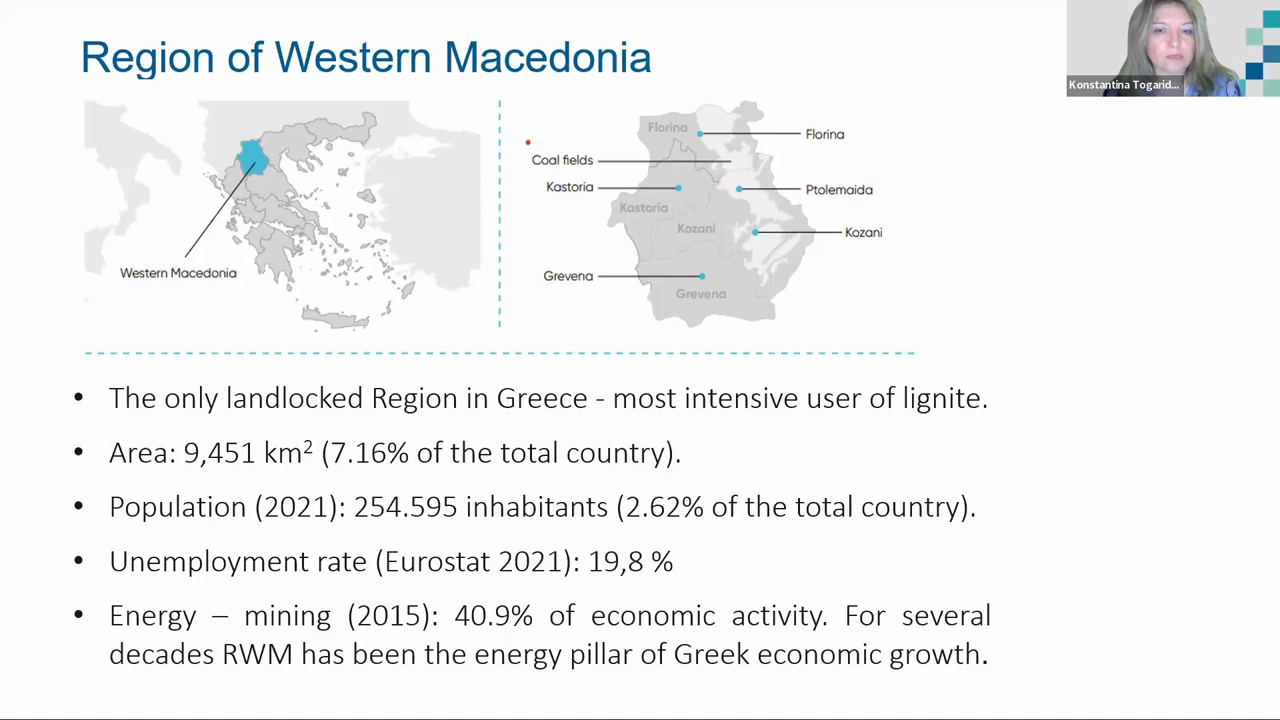 Region of Western Macedonia
Konstantina Togarid...
Western Macedonia
Florina
Florina
Coal fields
Kastoria
Ptolemaida
Kastoria
Kozani
Kozani
Grevena
Grevena
• The only landlocked Region in Greece - most intensive user of lignite.
• Area: 9,451 km² (7.16% of the total country).
• Population (2021): 254.595 inhabitants (2.62% of the total country).
• Unemployment rate (Eurostat 2021): 19,8 %
• Energy – mining (2015): 40.9% of economic activity. For several
decades RWM has been the energy pillar of Greek economic growth.